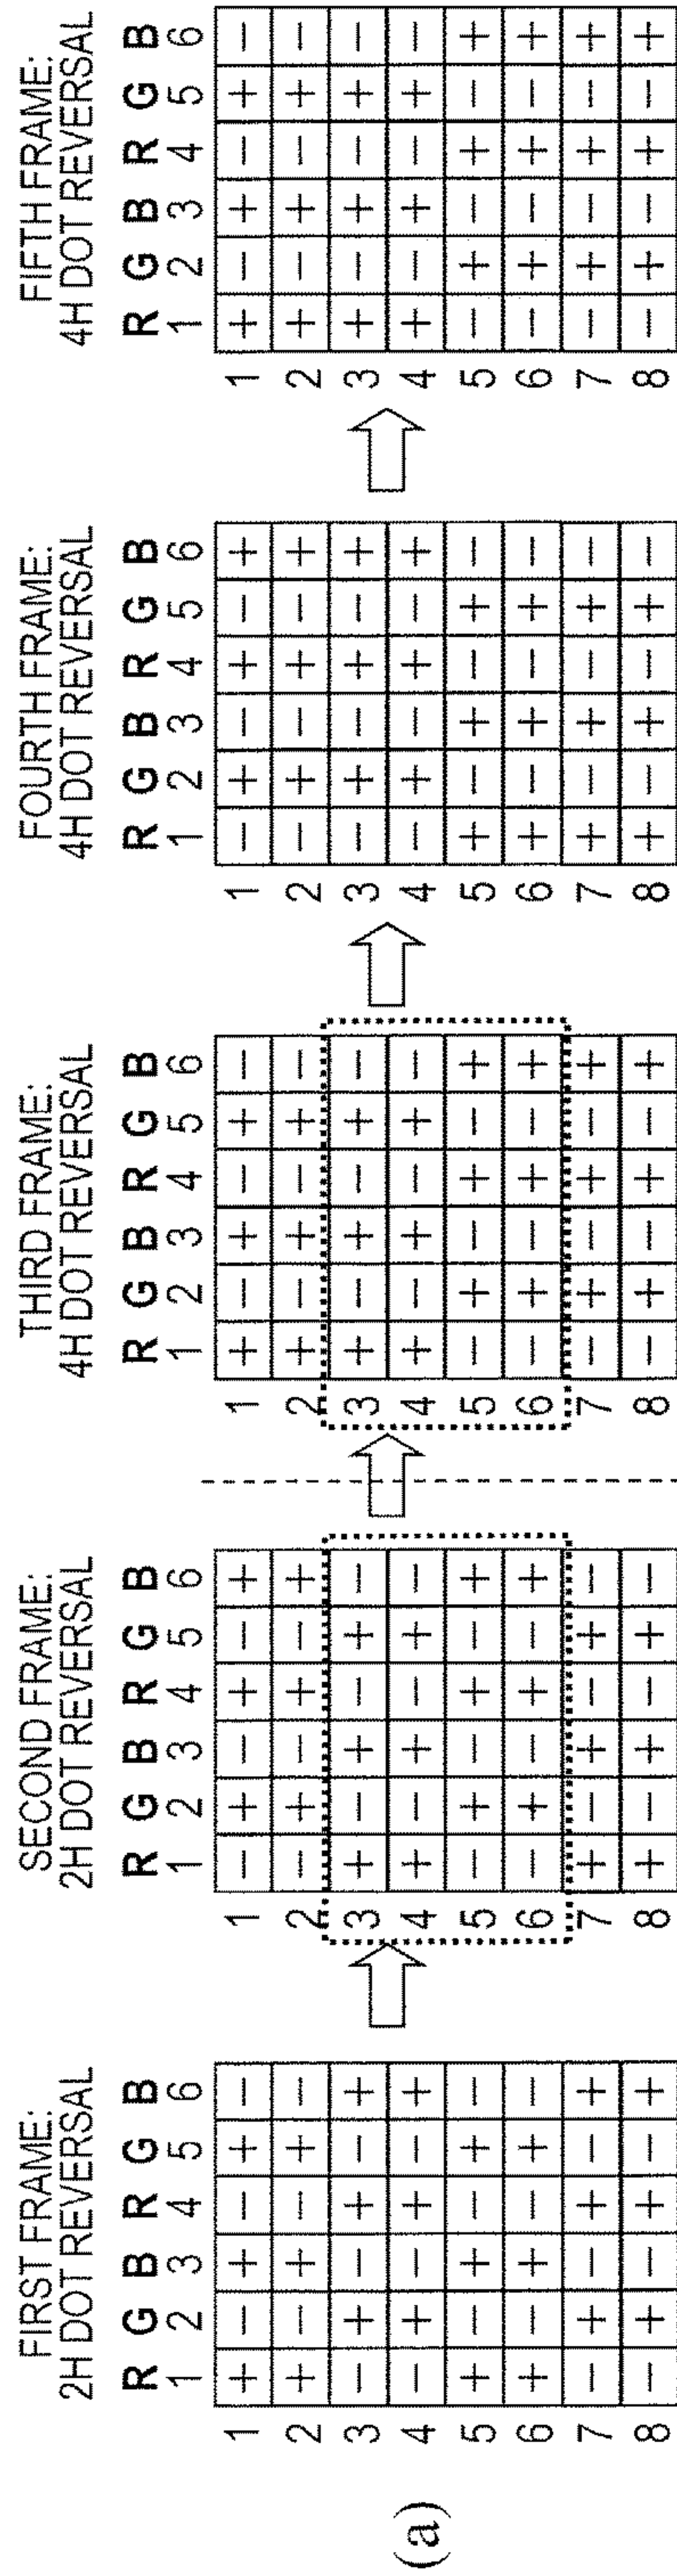 (a)
FIRST FRAME:
2H DOT REVERSAL
R G B R G B
1 2 3 4 5 6
1 + − + − + −
2 + − + − + −
3 − + − + − +
4 − + − + − +
5 + − + − + −
6 + − + − + −
7 − + − + − +
8 − + − + − +
SECOND FRAME:
2H DOT REVERSAL
R G B R G B
1 2 3 4 5 6
1 − + − + − +
2 − + − + − +
3 + − + − + −
4 + − + − + −
5 − + − + − +
6 − + − + − +
7 + − + − + −
8 + − + − + −
THIRD FRAME:
4H DOT REVERSAL
R G B R G B
1 2 3 4 5 6
1 + − + − + −
2 + − + − + −
3 + − + − + −
4 + − + − + −
5 − + − + − +
6 − + − + − +
7 − + − + − +
8 − + − + − +
FOURTH FRAME:
4H DOT REVERSAL
R G B R G B
1 2 3 4 5 6
1 − + − + − +
2 − + − + − +
3 − + − + − +
4 − + − + − +
5 + − + − + −
6 + − + − + −
7 + − + − + −
8 + − + − + −
FIFTH FRAME:
4H DOT REVERSAL
R G B R G B
1 2 3 4 5 6
1 + − + − + −
2 + − + − + −
3 + − + − + −
4 + − + − + −
5 − + − + − +
6 − + − + − +
7 − + − + − +
8 − + − + − +